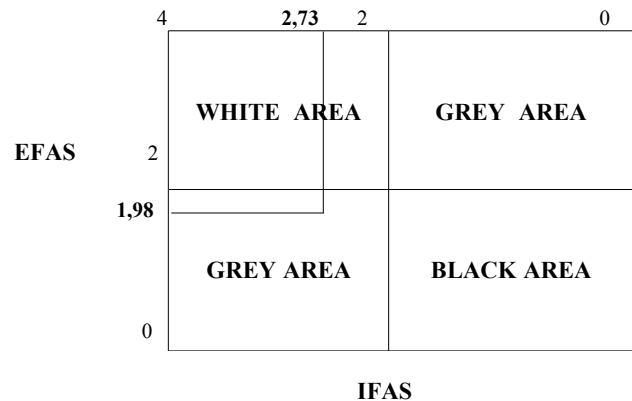 4 2,73 2 0
WHITE AREA GREY AREA
EFAS 2
1,98
GREY AREA BLACK AREA
0
IFAS